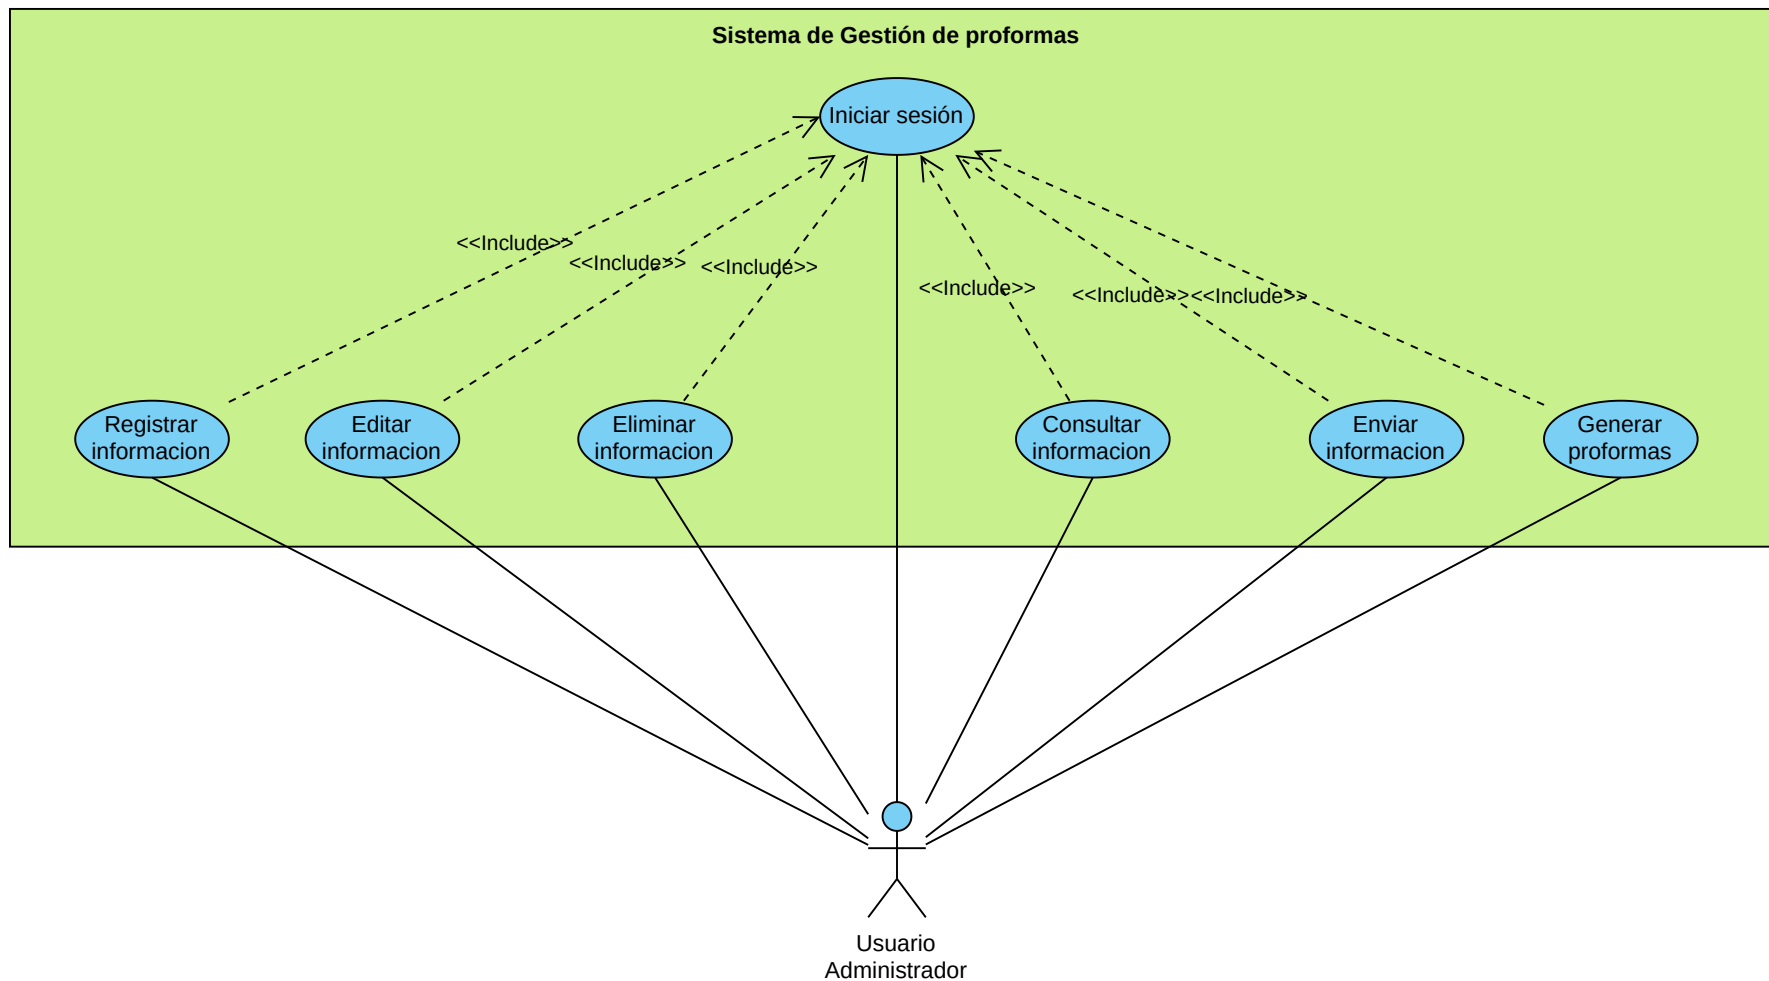 Sistema de Gestión de proformas
Iniciar sesión
<<Include>>
<<Include>>
<<Include>>
<<Include>>
<<Include>>
<<Include>>
Registrar
informacion
Editar
informacion
Eliminar
informacion
Consultar
informacion
Enviar
informacion
Generar
proformas
Usuario
Administrador